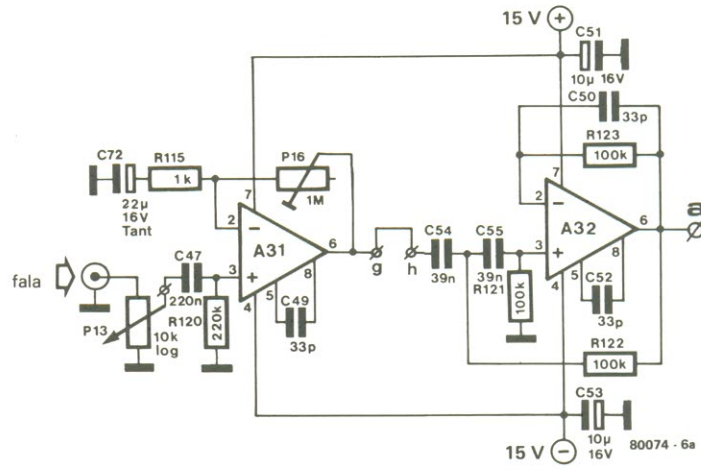 15 V +
C51
10µ 16V
C50
33p
R123
100k
C72
R115
P16
1k
1M
22µ
16V
Tant
7
7
2
2
A31
A32
6
6
a
C54
C55
C47
3
3
g
h
fala
39n
39n
220n
8
8
4
5
5
4
C49
C52
R121
100k
P13
10k
log
R120
220k
33p
33p
R122
100k
C53
10µ
16V
15 V −
80074 - 6a